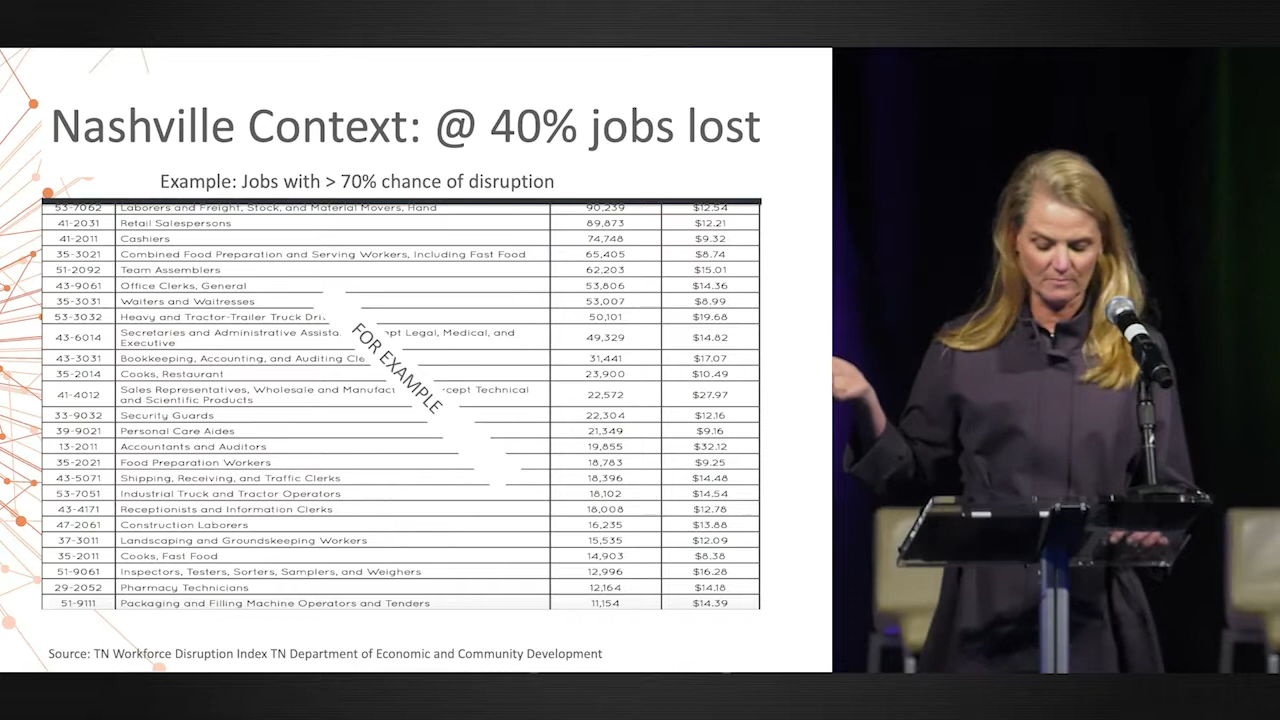 Nashville Context: @ 40% jobs lost
Example: Jobs with > 70% chance of disruption
53-7062 Laborers and Freight, Stock, and Material Movers, Hand 90,239 $12.54
41-2031 Retail Salespersons 89,873 $12.21
41-2011 Cashiers 74,748 $9.32
35-3021 Combined Food Preparation and Serving Workers, Including Fast Food 65,405 $8.74
51-2092 Team Assemblers 62,203 $15.01
43-9061 Office Clerks, General 53,806 $14.36
35-3031 Waiters and Waitresses 53,007 $8.99
53-3032 Heavy and Tractor-Trailer Truck Dri 50,101 $19.68
43-6014 Secretaries and Administrative Assista ept Legal, Medical, and
Executive 49,329 $14.82
43-3031 Bookkeeping, Accounting, and Auditing Cle 31,441 $17.07
35-2014 Cooks, Restaurant 23,900 $10.49
41-4012 Sales Representatives, Wholesale and Manufac cept Technical
and Scientific Products 22,572 $27.97
33-9032 Security Guards 22,304 $12.16
39-9021 Personal Care Aides 21,349 $9.16
13-2011 Accountants and Auditors 19,855 $32.12
35-2021 Food Preparation Workers 18,783 $9.25
43-5071 Shipping, Receiving, and Traffic Clerks 18,396 $14.48
53-7051 Industrial Truck and Tractor Operators 18,102 $14.54
43-4171 Receptionists and Information Clerks 18,008 $12.78
47-2061 Construction Laborers 16,235 $13.88
37-3011 Landscaping and Groundskeeping Workers 15,535 $12.09
35-2011 Cooks, Fast Food 14,903 $8.38
51-9061 Inspectors, Testers, Sorters, Samplers, and Weighers 12,996 $16.28
29-2052 Pharmacy Technicians 12,164 $14.18
51-9111 Packaging and Filling Machine Operators and Tenders 11,154 $14.39
FOR EXAMPLE
Source: TN Workforce Disruption Index TN Department of Economic and Community Development